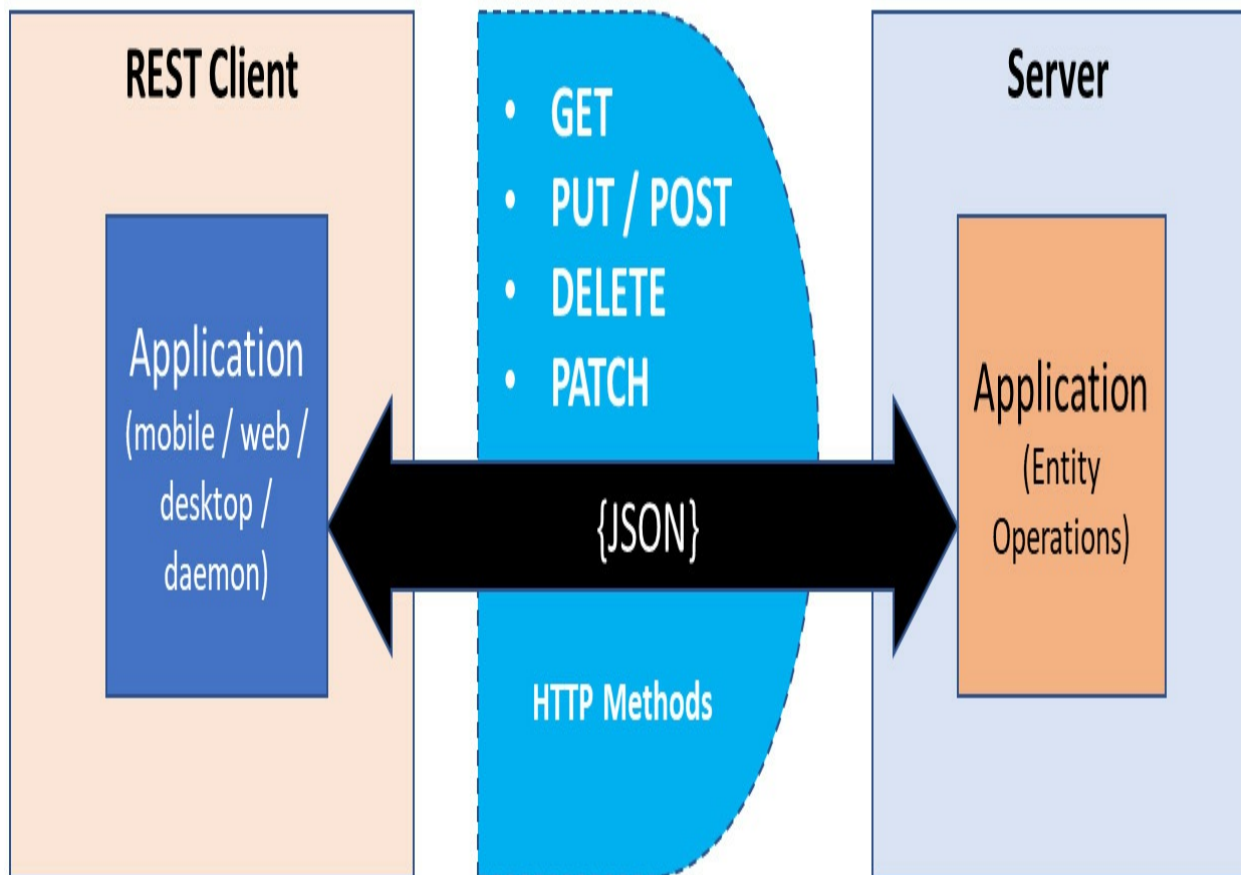 REST Client
Application
(mobile / web /
desktop /
daemon)
• GET
• PUT / POST
• DELETE
• PATCH
{JSON}
HTTP Methods
Server
Application
(Entity
Operations)